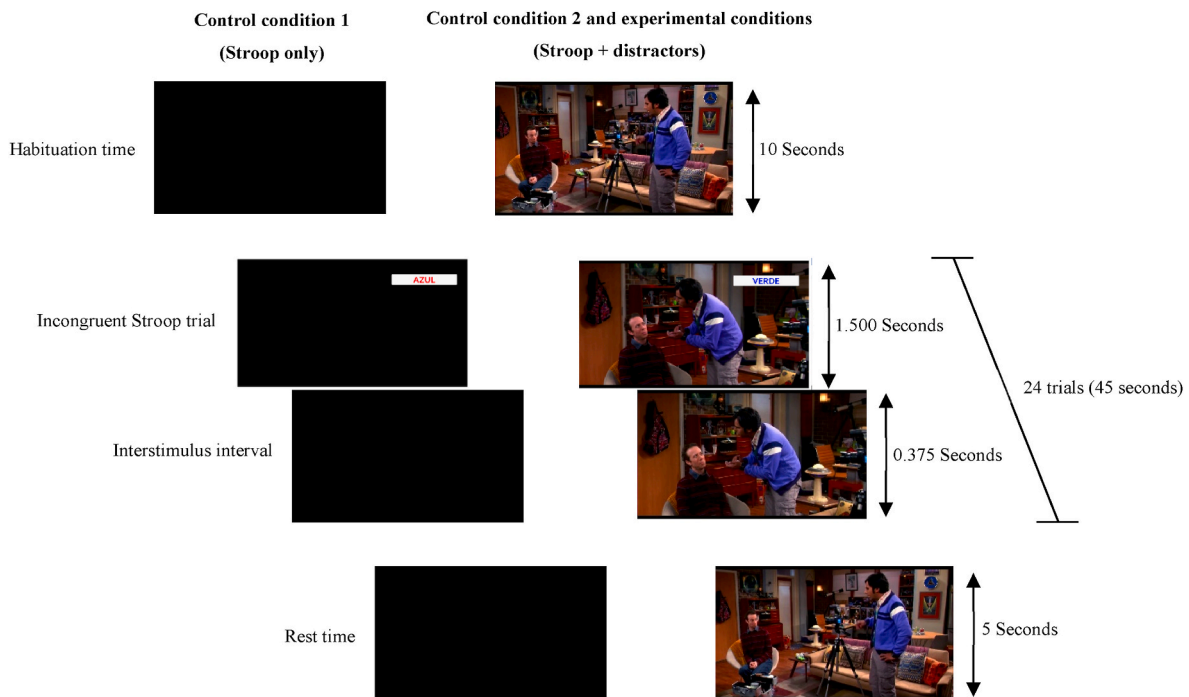 Control condition 1
(Stroop only)
Control condition 2 and experimental conditions
(Stroop + distractors)
Habituation time
10 Seconds
Incongruent Stroop trial
AZUL
VERDE
1.500 Seconds
24 trials (45 seconds)
Interstimulus interval
0.375 Seconds
Rest time
5 Seconds